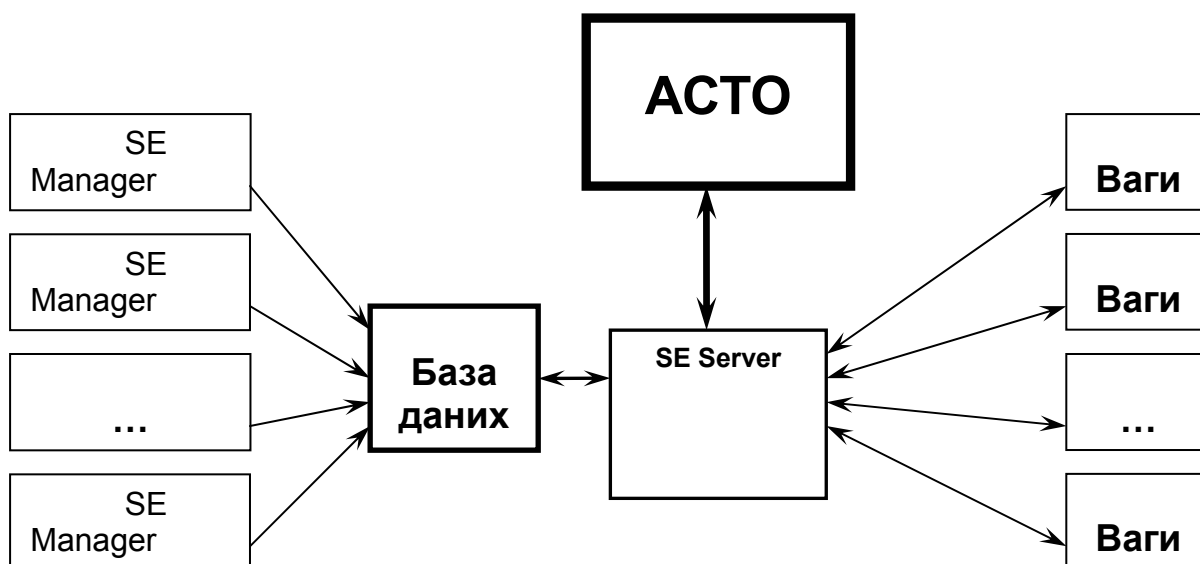 АСТО
SE
Manager
SE
Manager
...
SE
Manager
База
даних
SE Server
Ваги
Ваги
...
Ваги